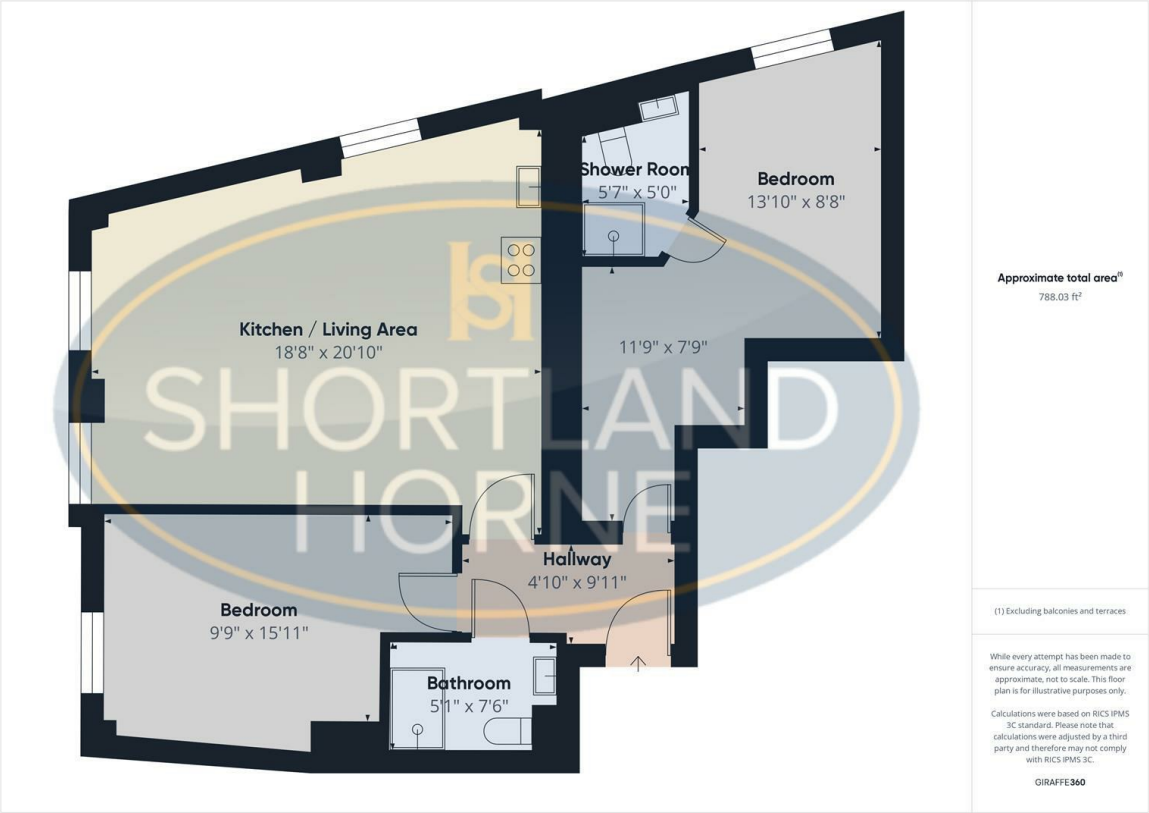 Shower Room
5'7" x 5'0"
Bedroom
13'10" x 8'8"
Kitchen / Living Area
18'8" x 20'10"
11'9" x 7'9"
SHORTLAND
HORNE
Hallway
4'10" x 9'11"
Bedroom
9'9" x 15'11"
Bathroom
5'1" x 7'6"
Approximate total area(1)
788.03 ft²
(1) Excluding balconies and terraces
While every attempt has been made to
ensure accuracy, all measurements are
approximate, not to scale. This floor
plan is for illustrative purposes only.
Calculations were based on RICS IPMS
3C standard. Please note that
calculations were adjusted by a third
party and therefore may not comply
with RICS IPMS 3C.
GIRAFFE360